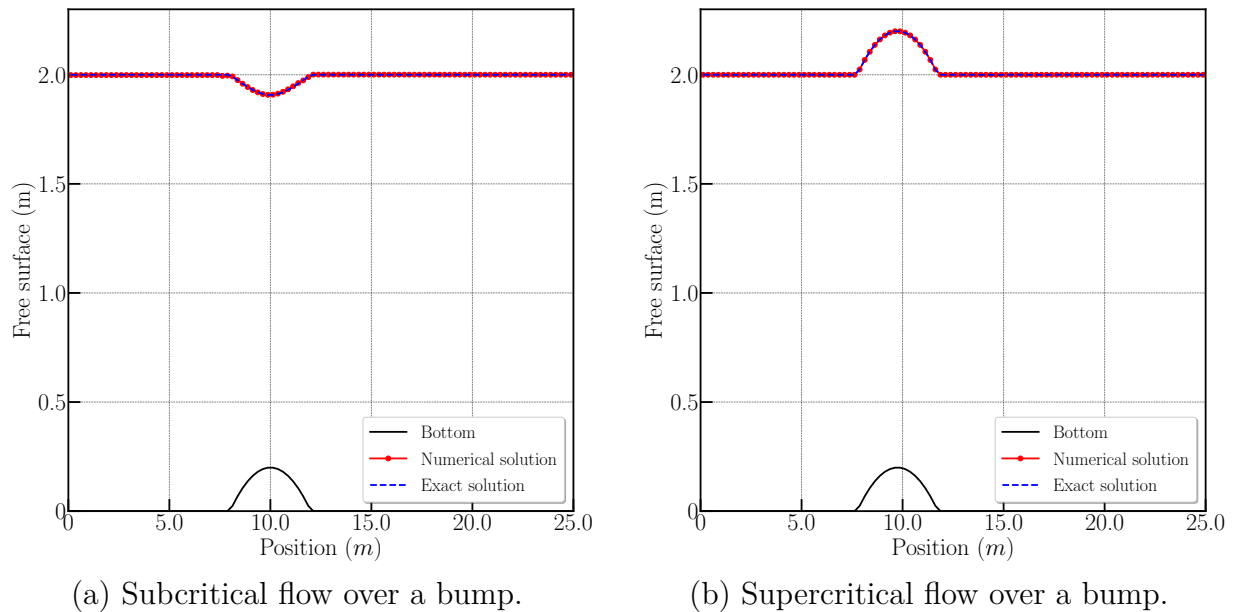 Free surface (m)
2.0
1.5
1.0
0.5
0
0
5.0
10.0
15.0
20.0
25.0
Position (m)
Bottom
Numerical solution
Exact solution
(a) Subcritical flow over a bump.
Free surface (m)
2.0
1.5
1.0
0.5
0
0
5.0
10.0
15.0
20.0
25.0
Position (m)
Bottom
Numerical solution
Exact solution
(b) Supercritical flow over a bump.